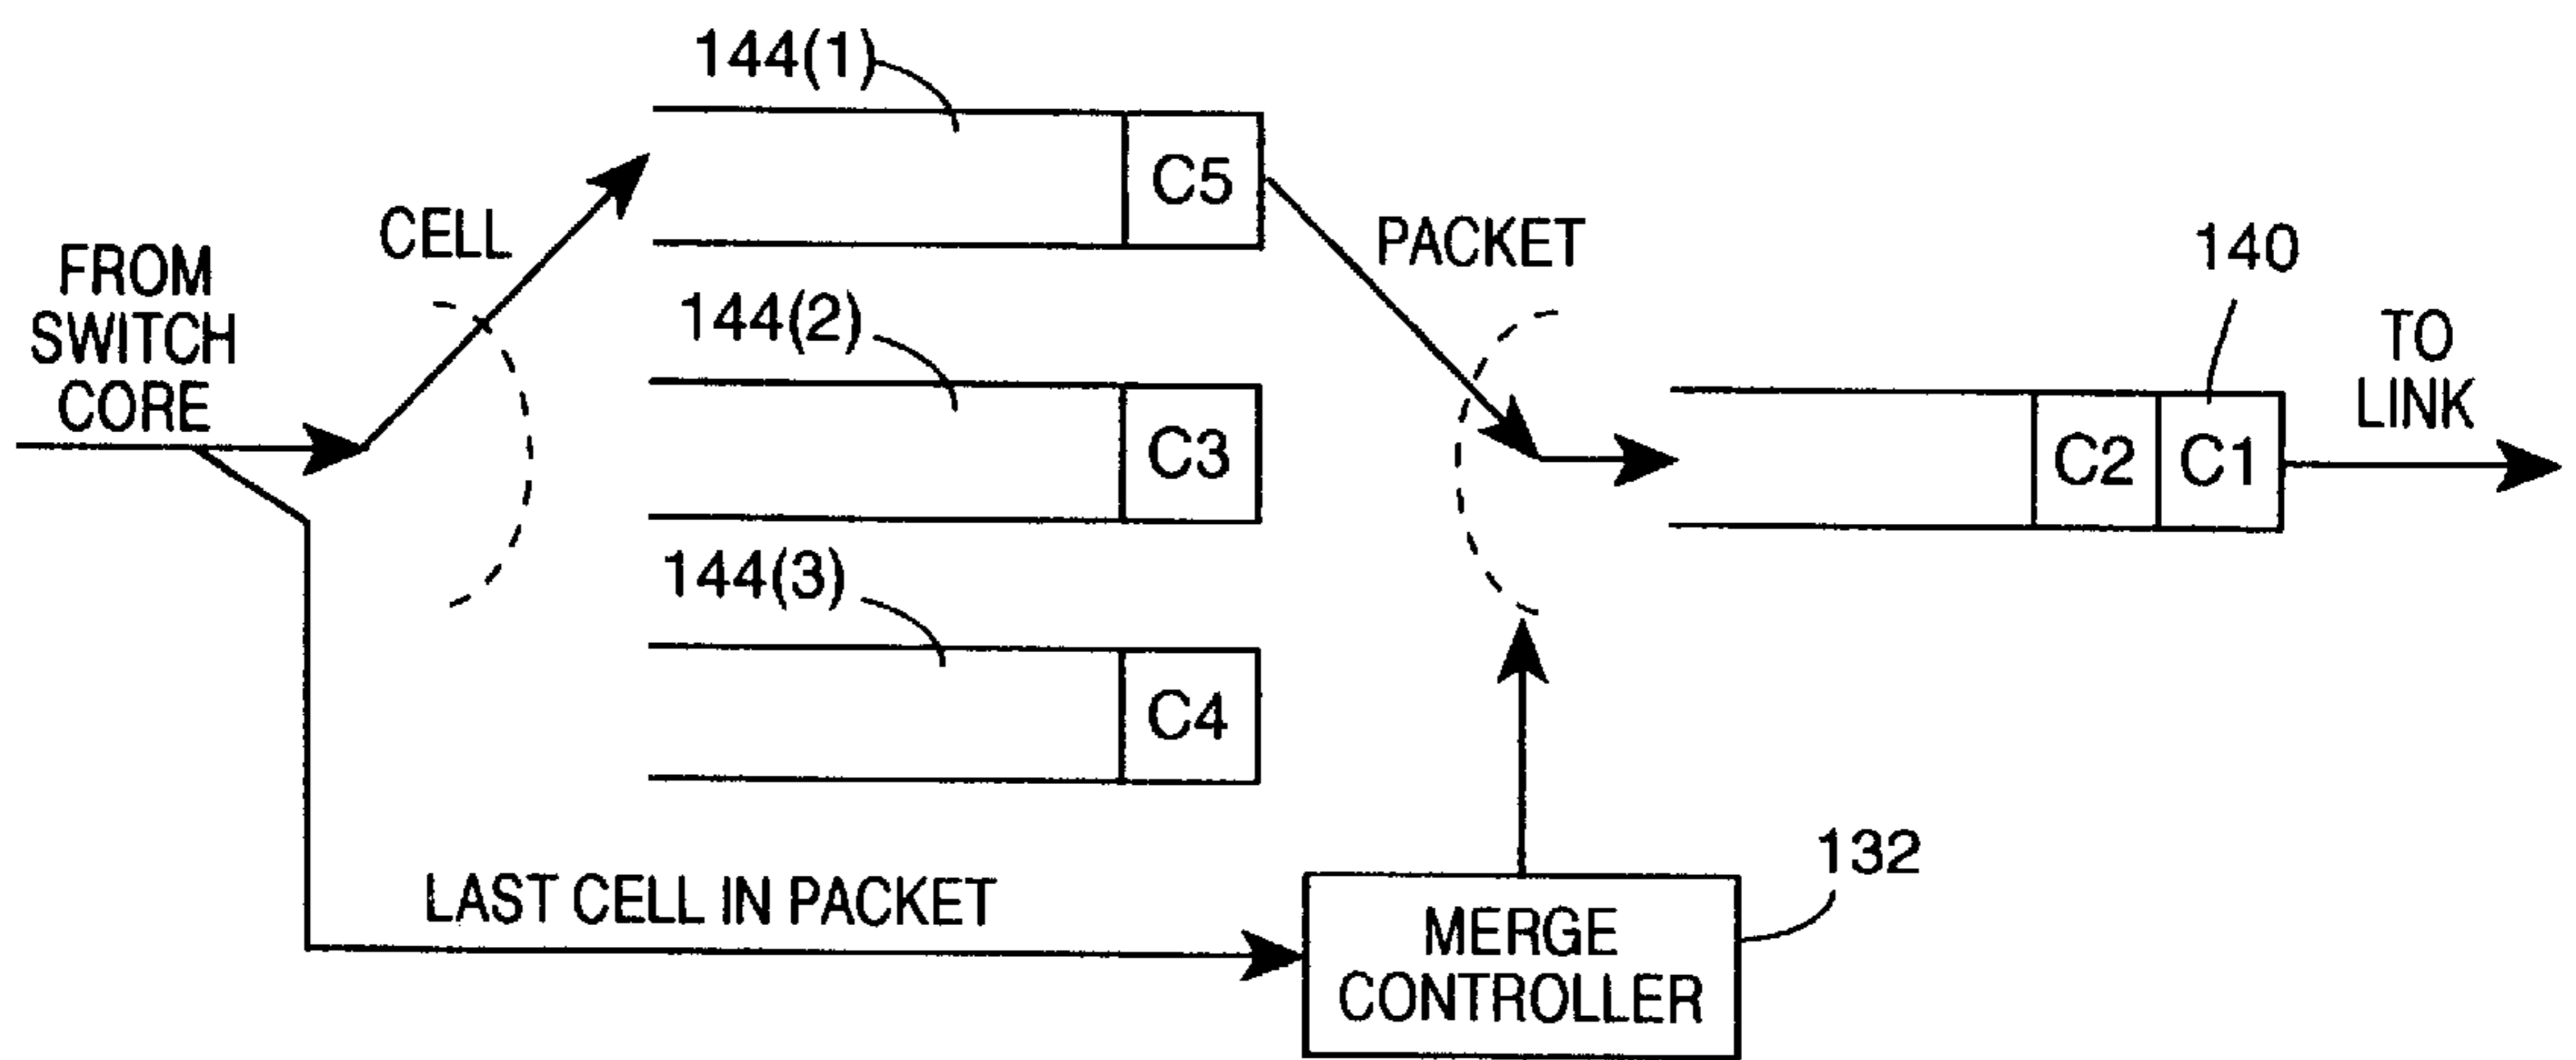 144(1)
C5
CELL
PACKET
FROM
SWITCH
CORE
140
144(2)
C3
TO
LINK
C2
C1
144(3)
C4
132
LAST CELL IN PACKET
MERGE
CONTROLLER